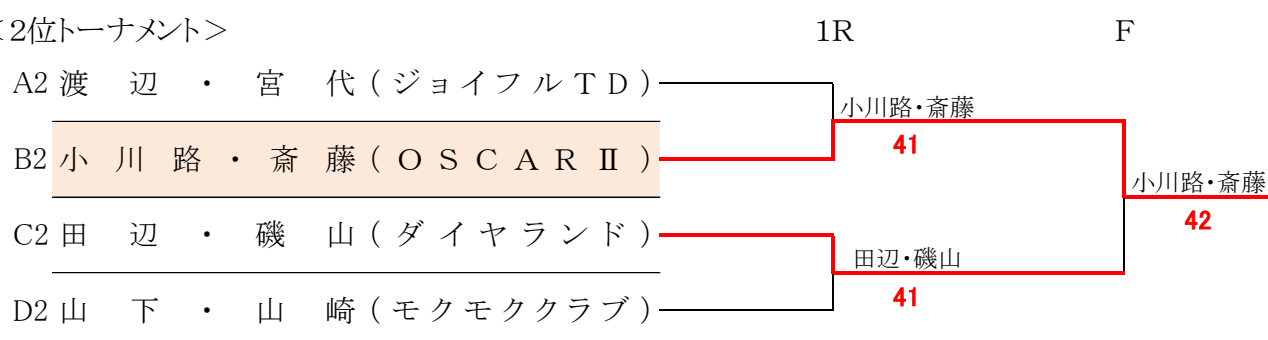 2位トーナメント＞ 1R F
A2 渡辺・宮代(ジョイフルTD)
小川路・斎藤
41
B2 小川路・斎藤(OSCARⅡ)
小川路・斎藤
42
C2 田辺・磯山(ダイヤランド)
田辺・磯山
41
D2 山下・山崎(モクモククラブ)